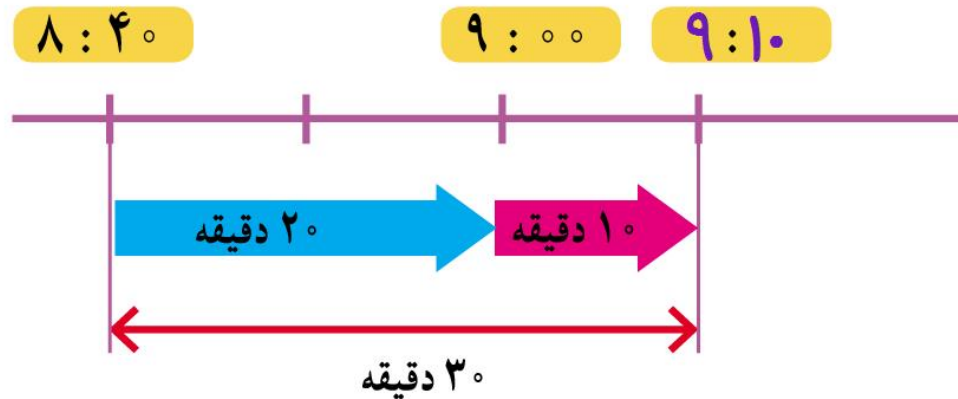 ۸ : ۴۰
۹ : ۰۰
۹:۱۰
۲۰ دقیقه
۱۰ دقیقه
۳۰ دقیقه